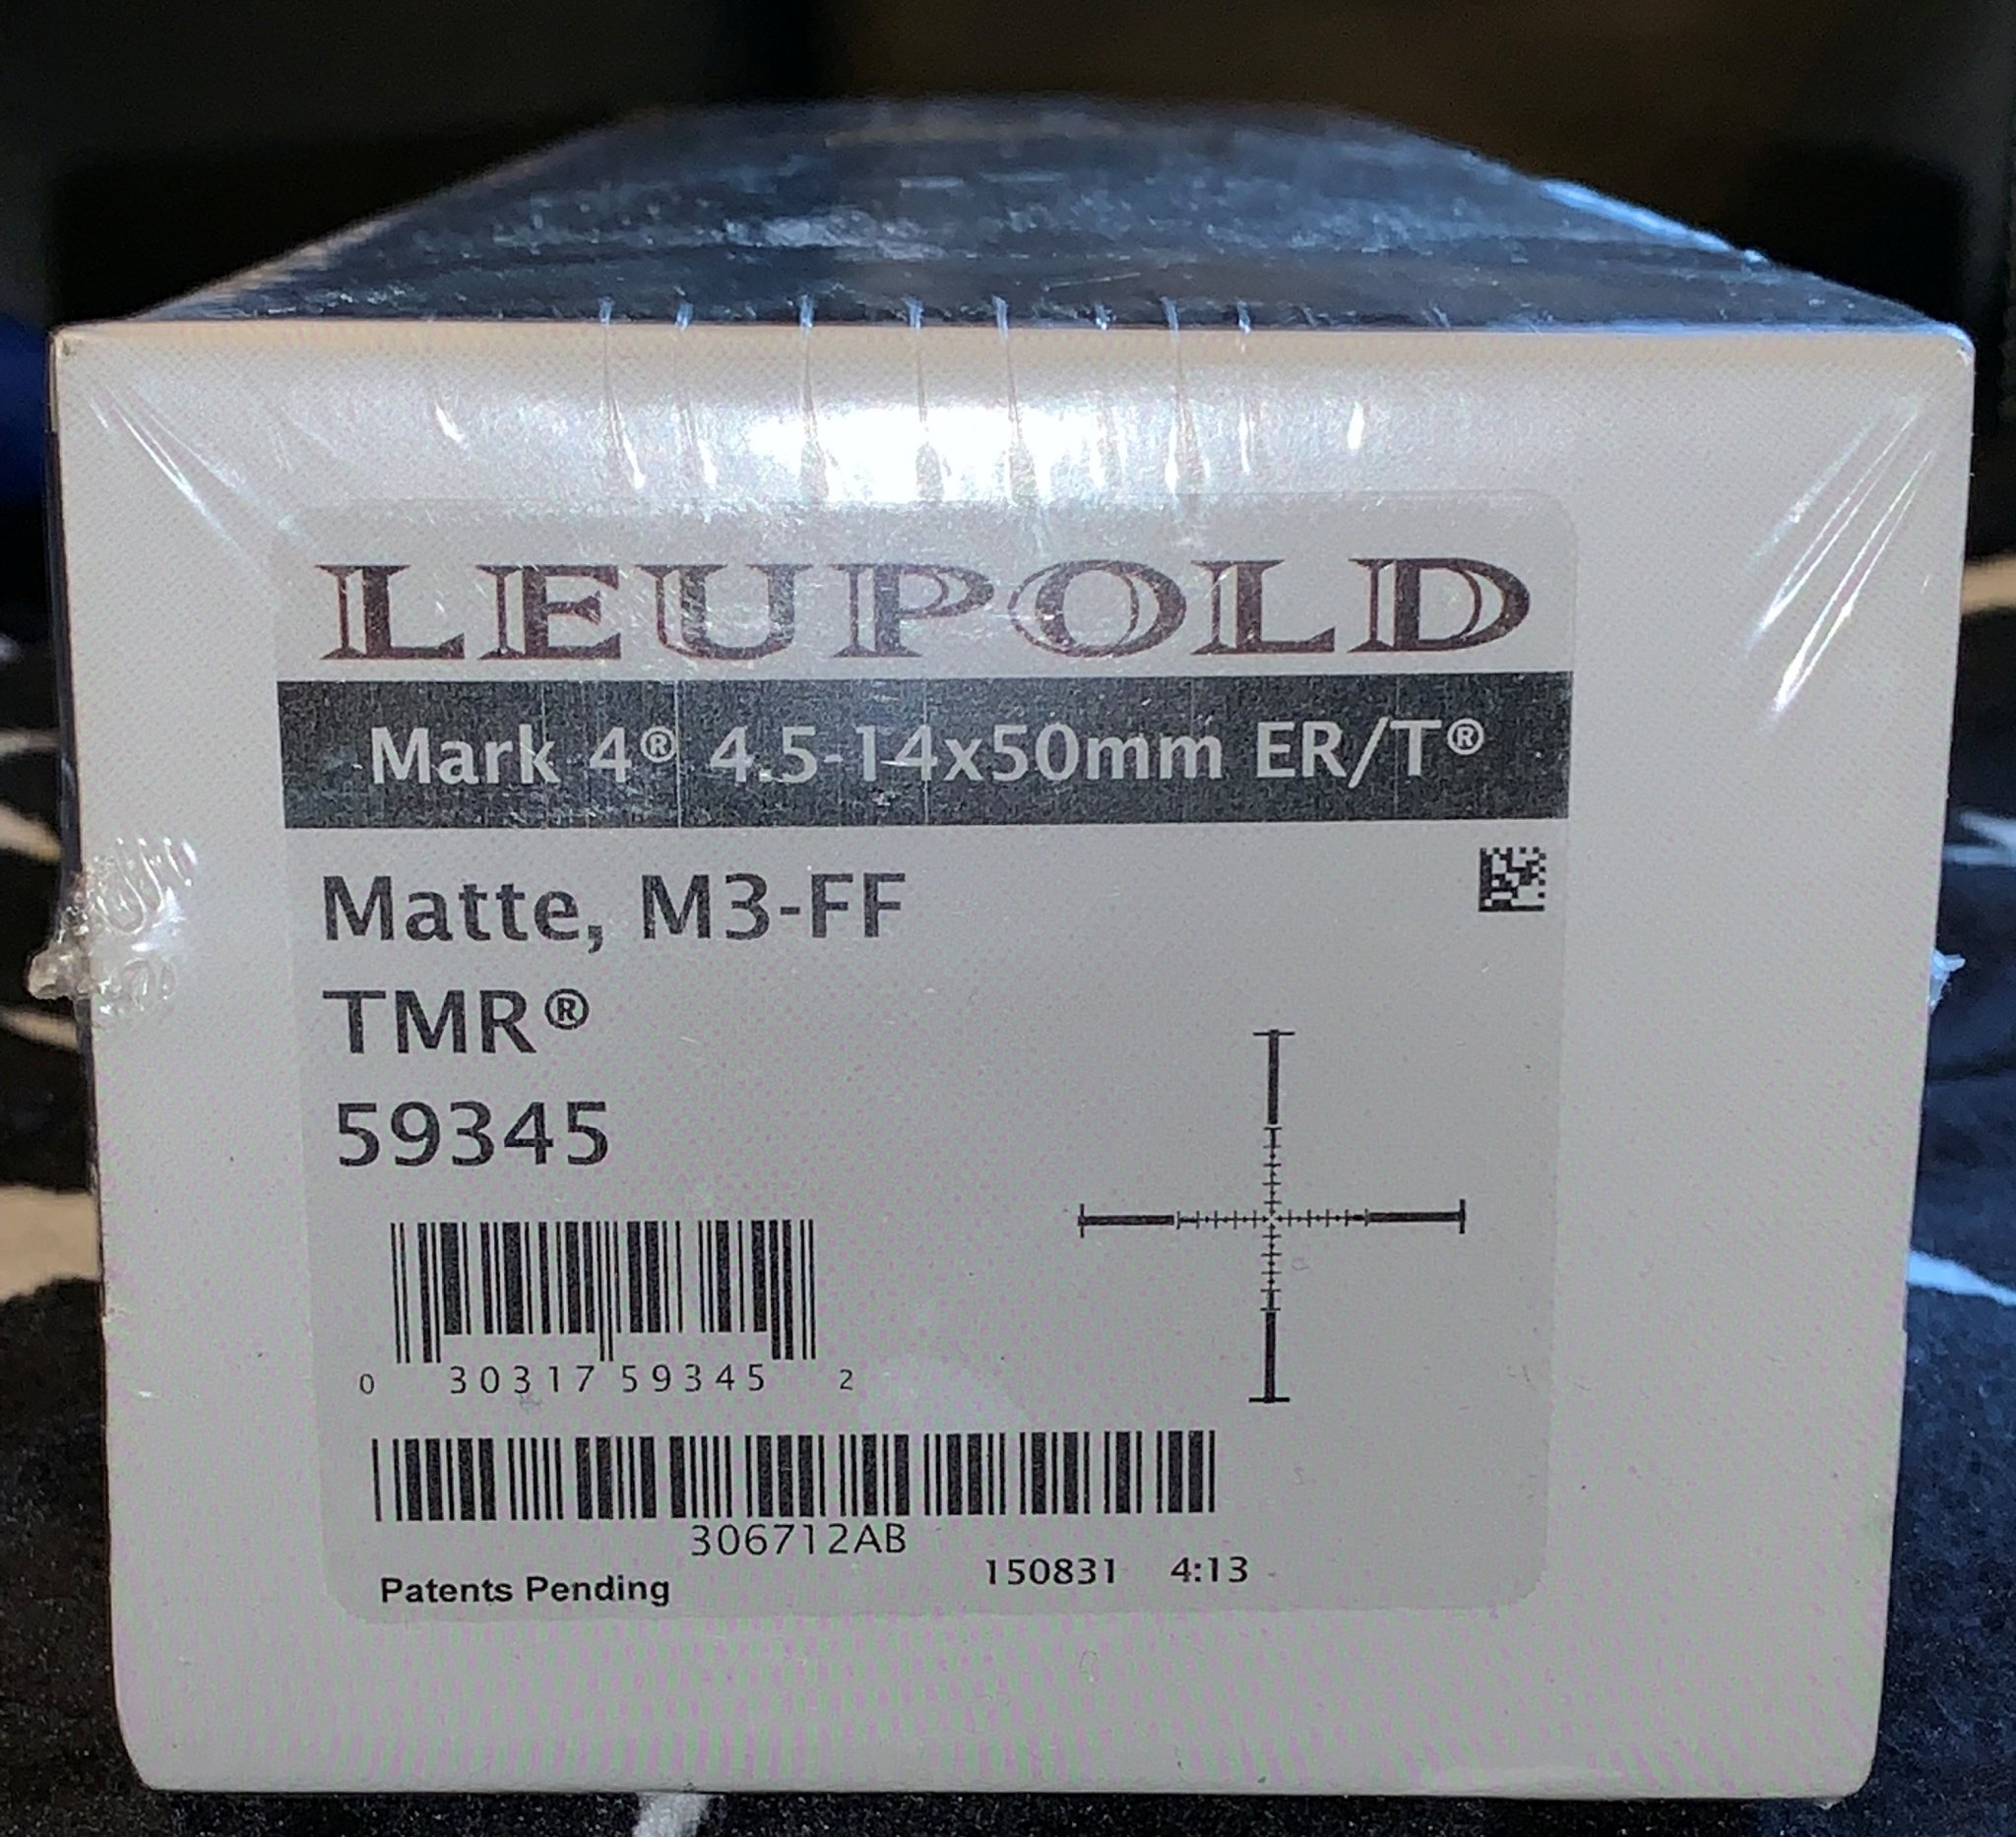 LEUPOLD
Mark 4® 4.5-14x50mm ER/T®
Matte, M3-FF
TMR®
59345
0 30317 59345 2
306712AB
150831 4:13
Patents Pending